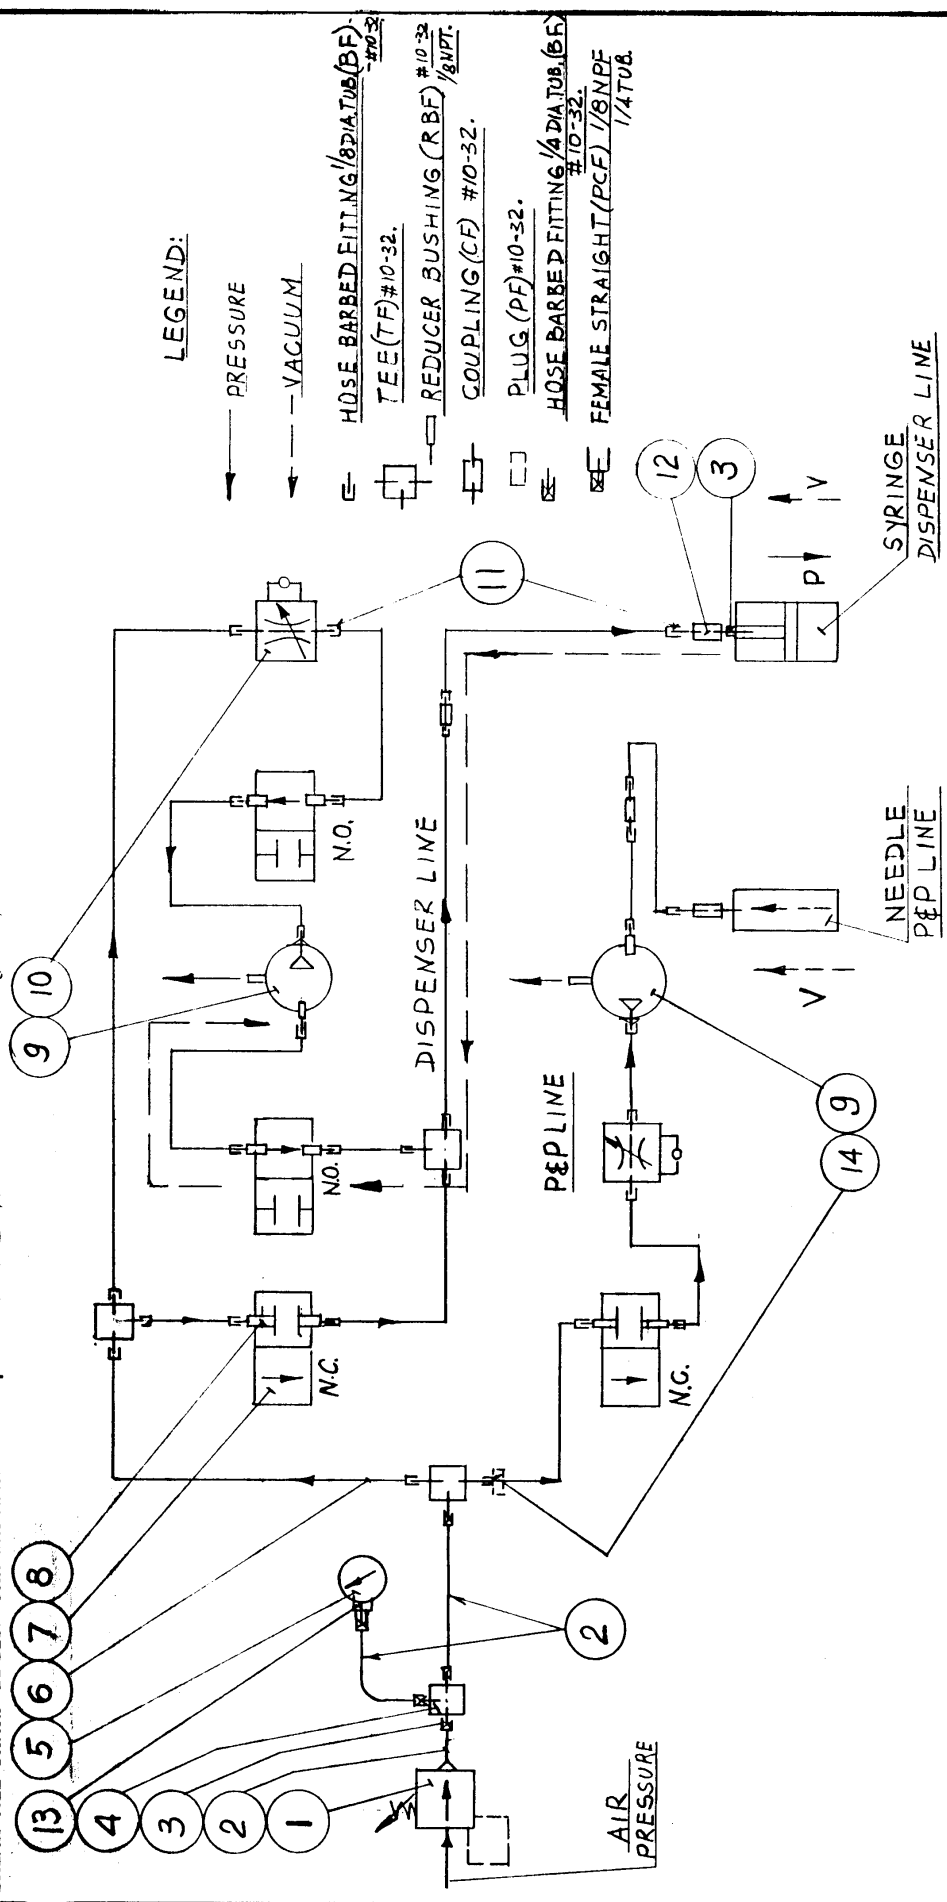 LEGEND:
PRESSURE
VACUUM
HOSE BARBED FITTING 1/8 DIA.TUB.(BF).
-#10-32
TEE (TF) #10-32.
REDUCER BUSHING (RBF) #10-32
1/8 NPT.
COUPLING (CF) #10-32.
PLUG (PF) #10-32.
HOSE BARBED FITTING 1/4 DIA.TUB.(BF)
#10-32.
FEMALE STRAIGHT (PCF) 1/8 NPF
1/4 TUB.
13
4
3
2
1
5
6
7
8
9
10
11
12
3
2
14
9
N.C.
N.O.
N.O.
DISPENSER LINE
P&P LINE
N.C.
AIR
PRESSURE
P
V
SYRINGE
DISPENSER LINE
V
NEEDLE
P&P LINE